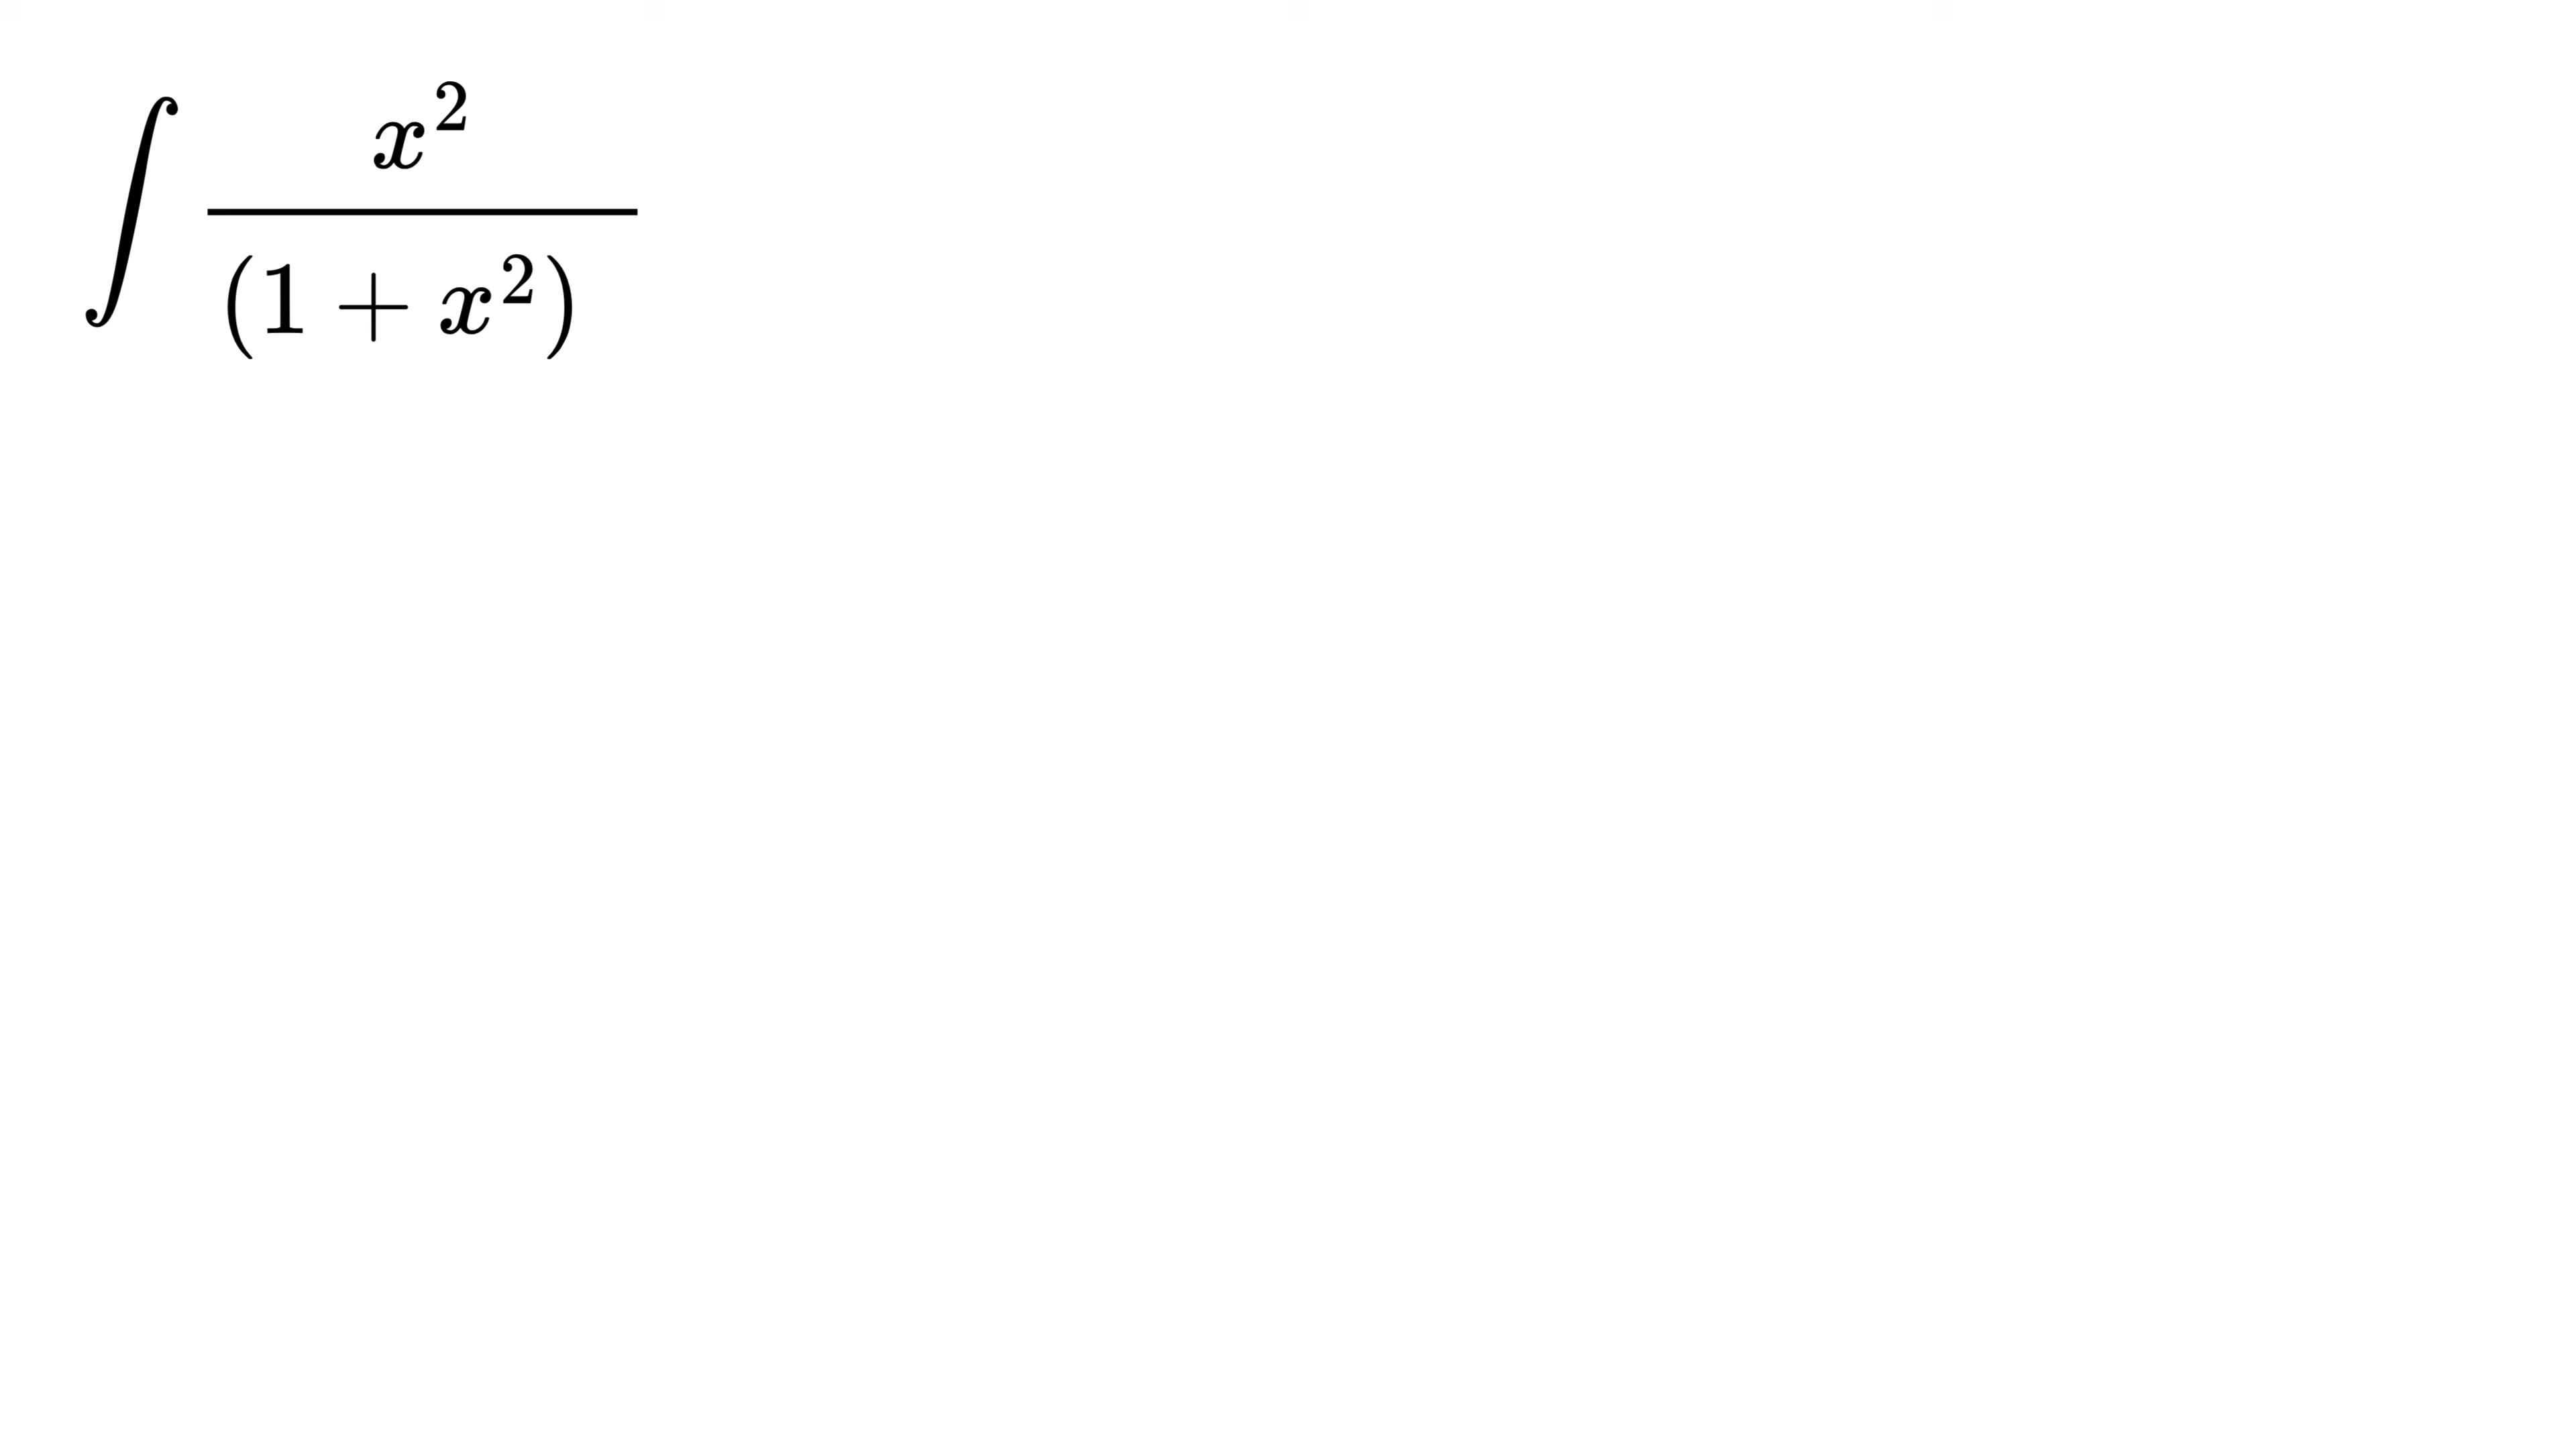 ∫ x² / (1 + x²)